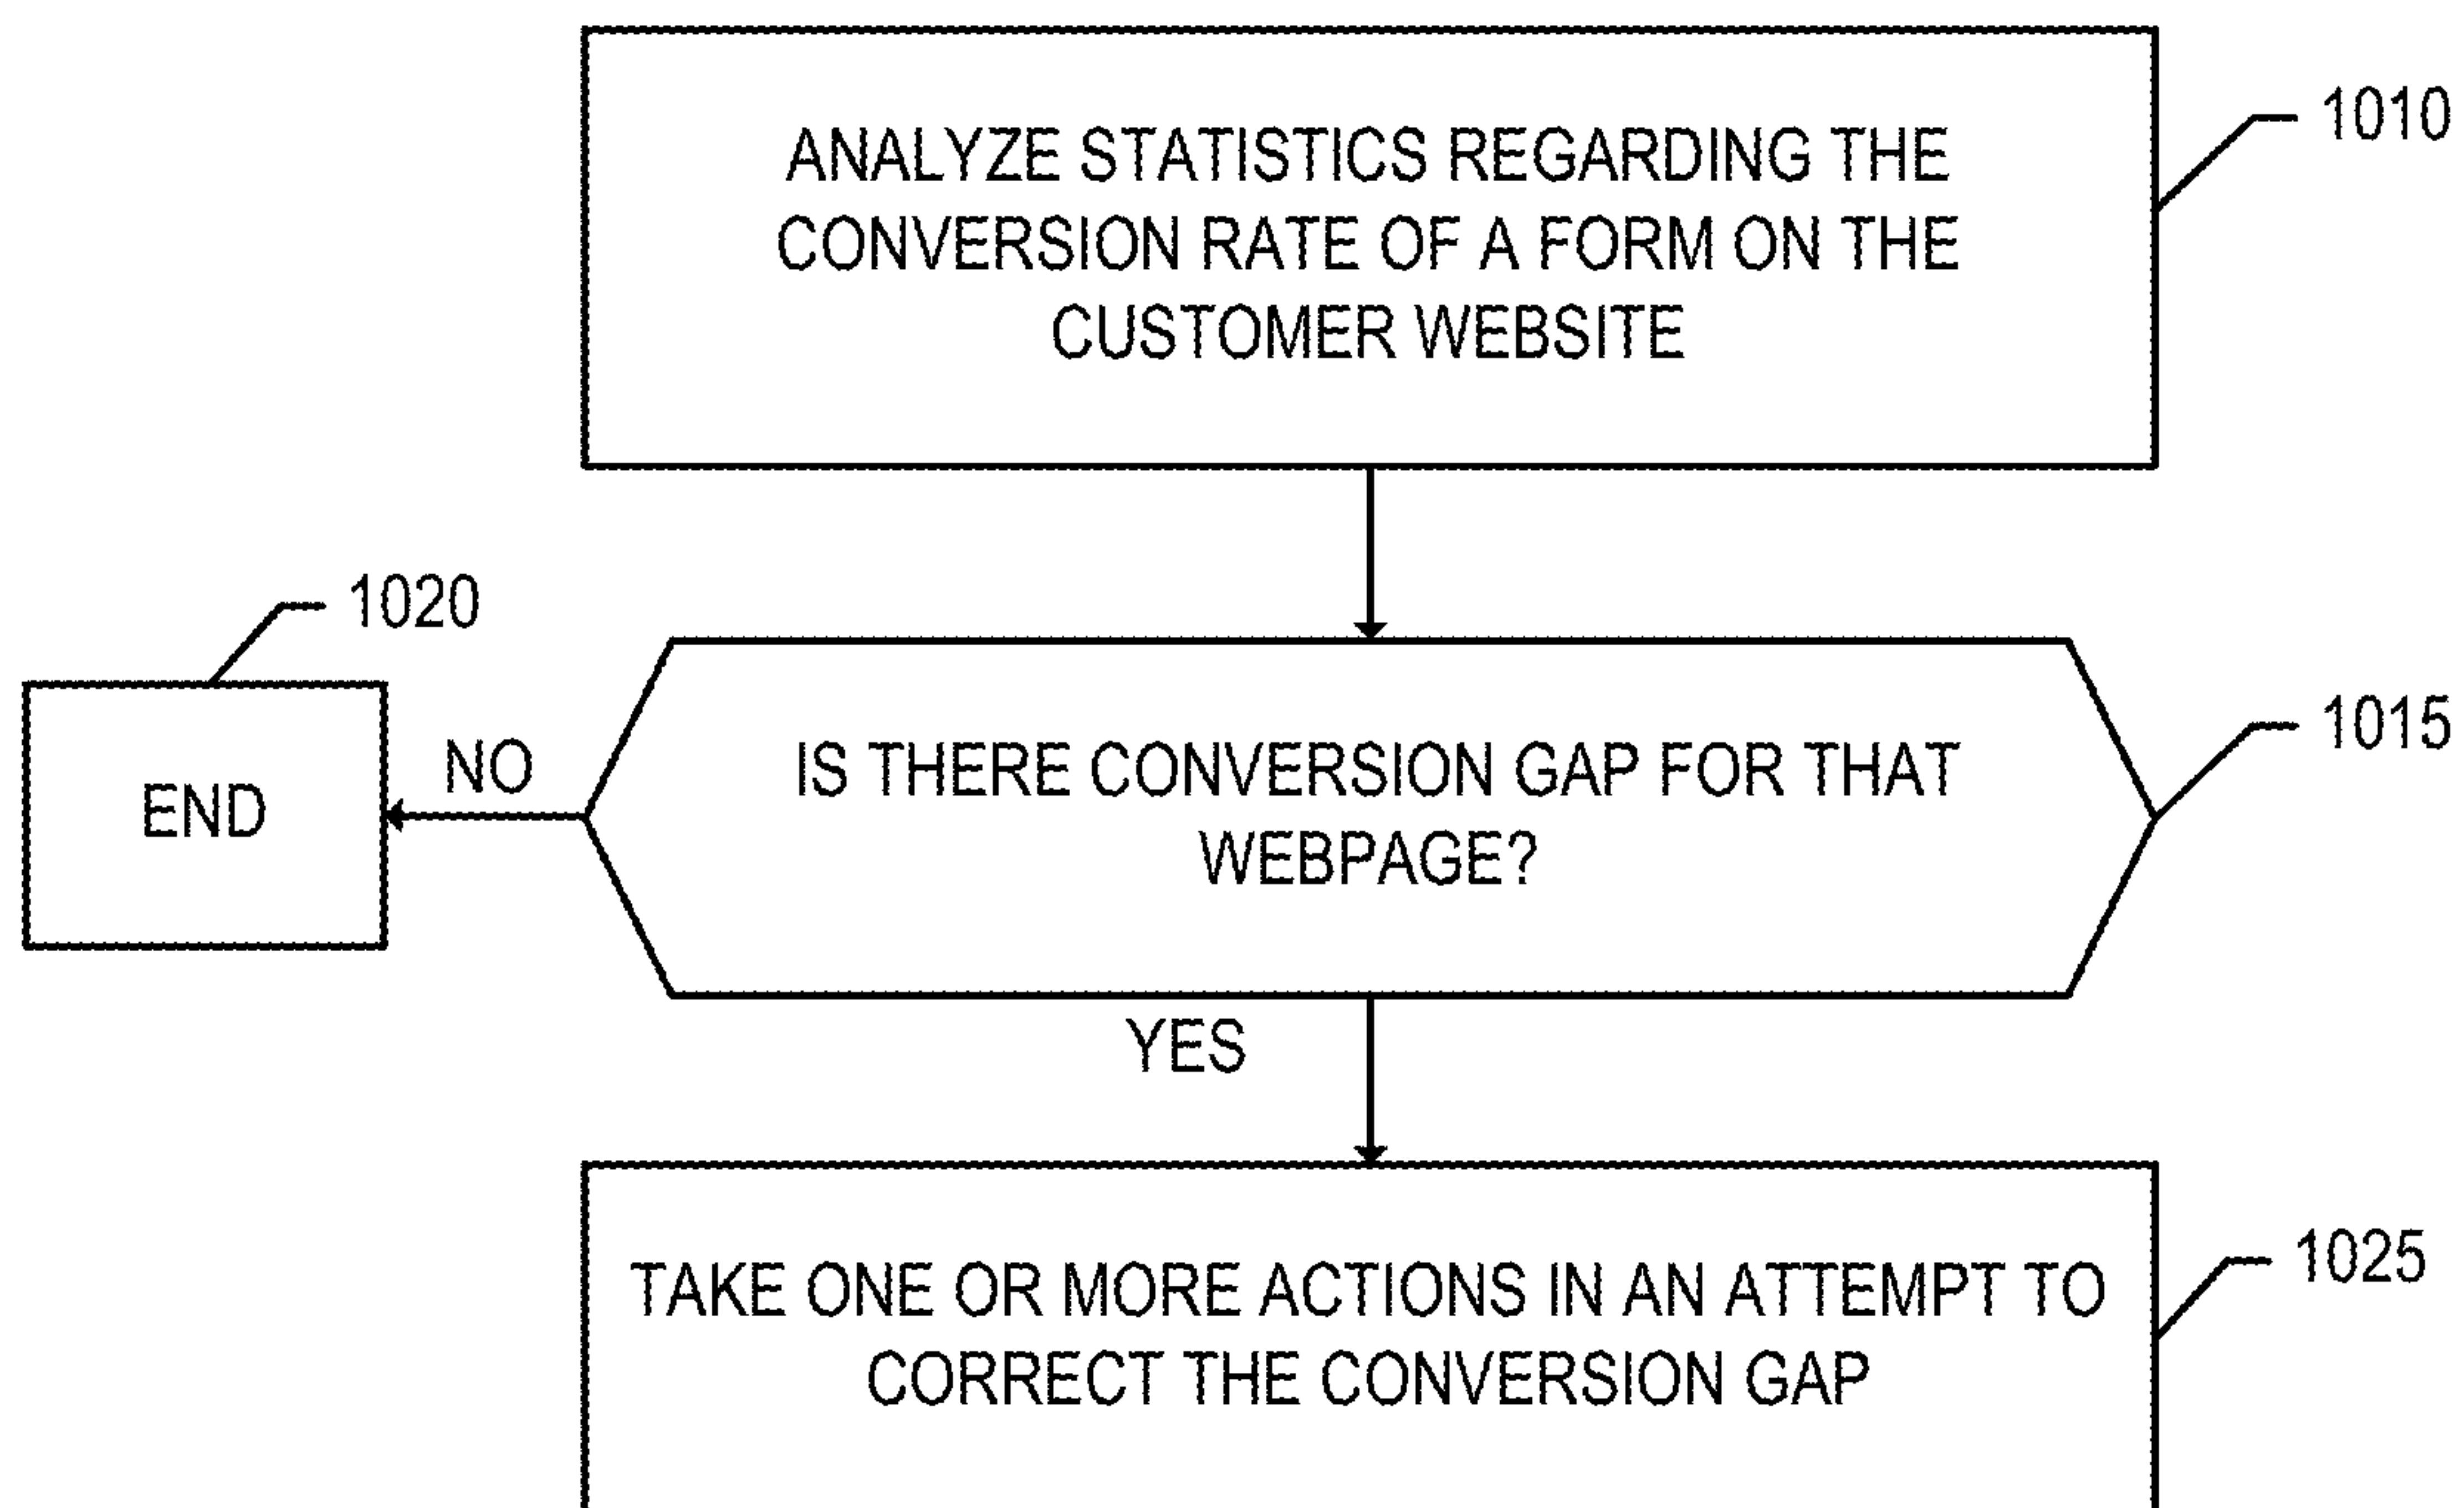 ANALYZE STATISTICS REGARDING THE
CONVERSION RATE OF A FORM ON THE
CUSTOMER WEBSITE
1010
1020
END
NO
IS THERE CONVERSION GAP FOR THAT
WEBPAGE?
1015
YES
TAKE ONE OR MORE ACTIONS IN AN ATTEMPT TO
CORRECT THE CONVERSION GAP
1025